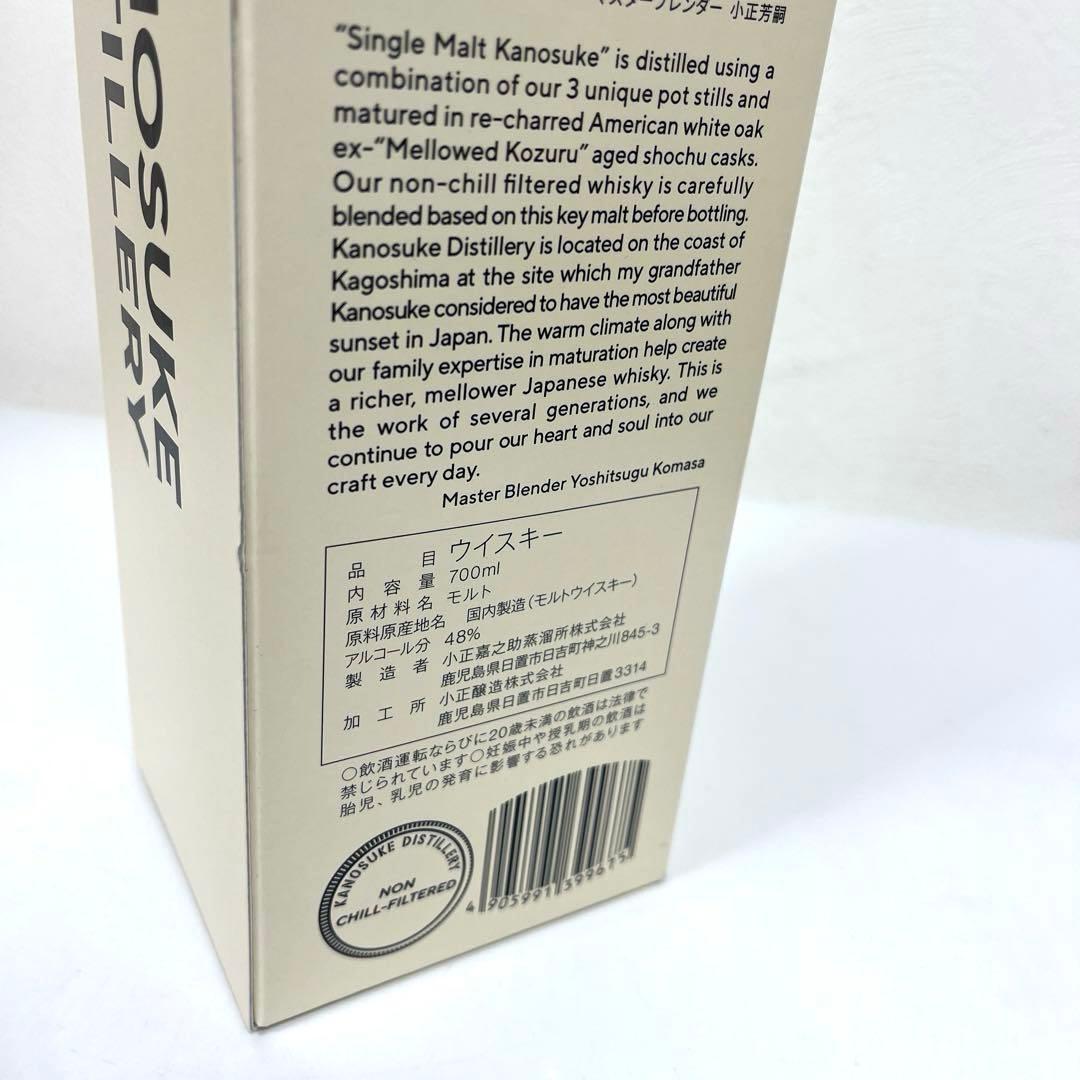 マスターブレンダー 小正芳嗣
“Single Malt Kanosuke” is distilled using a
combination of our 3 unique pot stills and
matured in re-charred American white oak
ex-“Mellowed Kozuru” aged shochu casks.
Our non-chill filtered whisky is carefully
blended based on this key malt before bottling.
Kanosuke Distillery is located on the coast of
Kagoshima at the site which my grandfather
Kanosuke considered to have the most beautiful
sunset in Japan. The warm climate along with
our family expertise in maturation help create
a richer, mellower Japanese whisky. This is
the work of several generations, and we
continue to pour our heart and soul into our
craft every day.
Master Blender Yoshitsugu Komasa
品目 ウイスキー
内容量 700ml
原材料名 モルト
原料原産地名 国内製造（モルトウイスキー）
アルコール分 48%
製造者 小正嘉之助蒸溜所株式会社
鹿児島県日置市日吉町神之川845-3
加工所 小正醸造株式会社
鹿児島県日置市日吉町日置3314
○飲酒運転ならびに20歳未満の飲酒は法律で
禁じられています○妊娠中や授乳期の飲酒は
胎児、乳児の発育に影響する恐れがあります
KANOSUKE DISTILLERY
NON
CHILL-FILTERED
4 905991 399615
NOSUKE
TILLERY